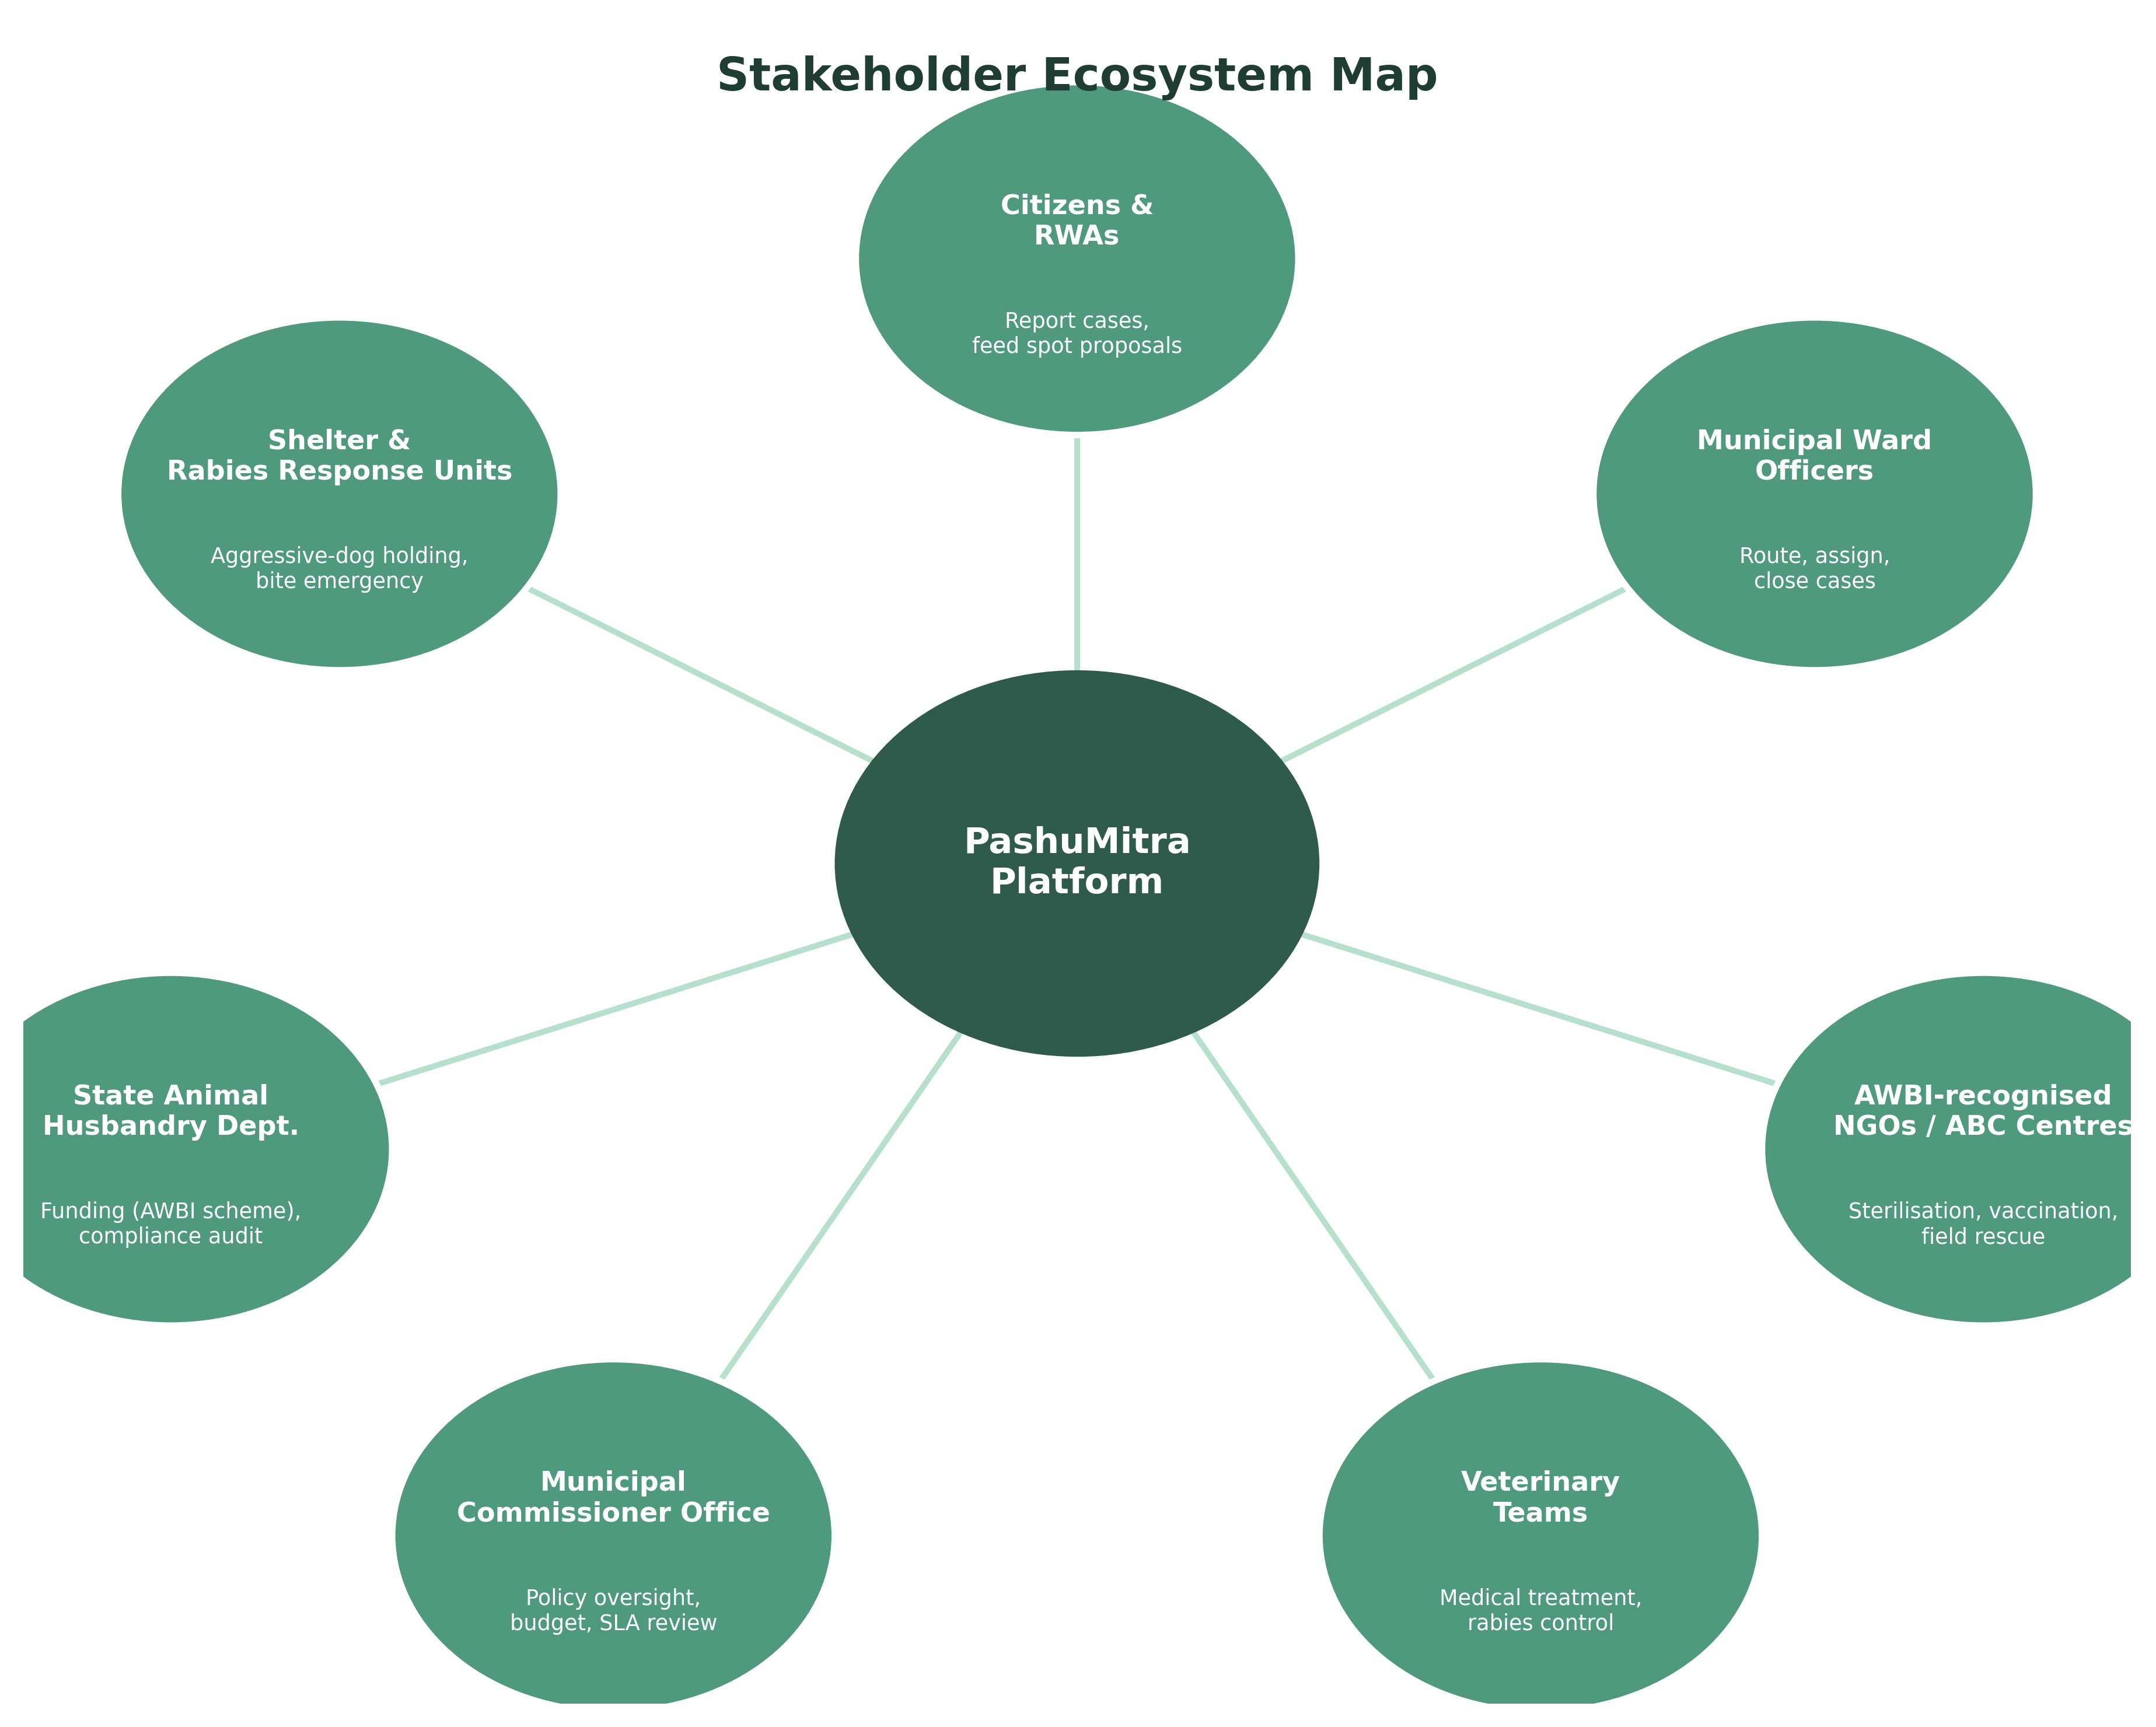 Stakeholder Ecosystem Map
Citizens &
RWAs
Report cases,
feed spot proposals
Shelter &
Rabies Response Units
Aggressive-dog holding,
bite emergency
Municipal Ward
Officers
Route, assign,
close cases
PashuMitra
Platform
State Animal
Husbandry Dept.
Funding (AWBI scheme),
compliance audit
AWBI-recognised
NGOs / ABC Centres
Sterilisation, vaccination,
field rescue
Municipal
Commissioner Office
Policy oversight,
budget, SLA review
Veterinary
Teams
Medical treatment,
rabies control